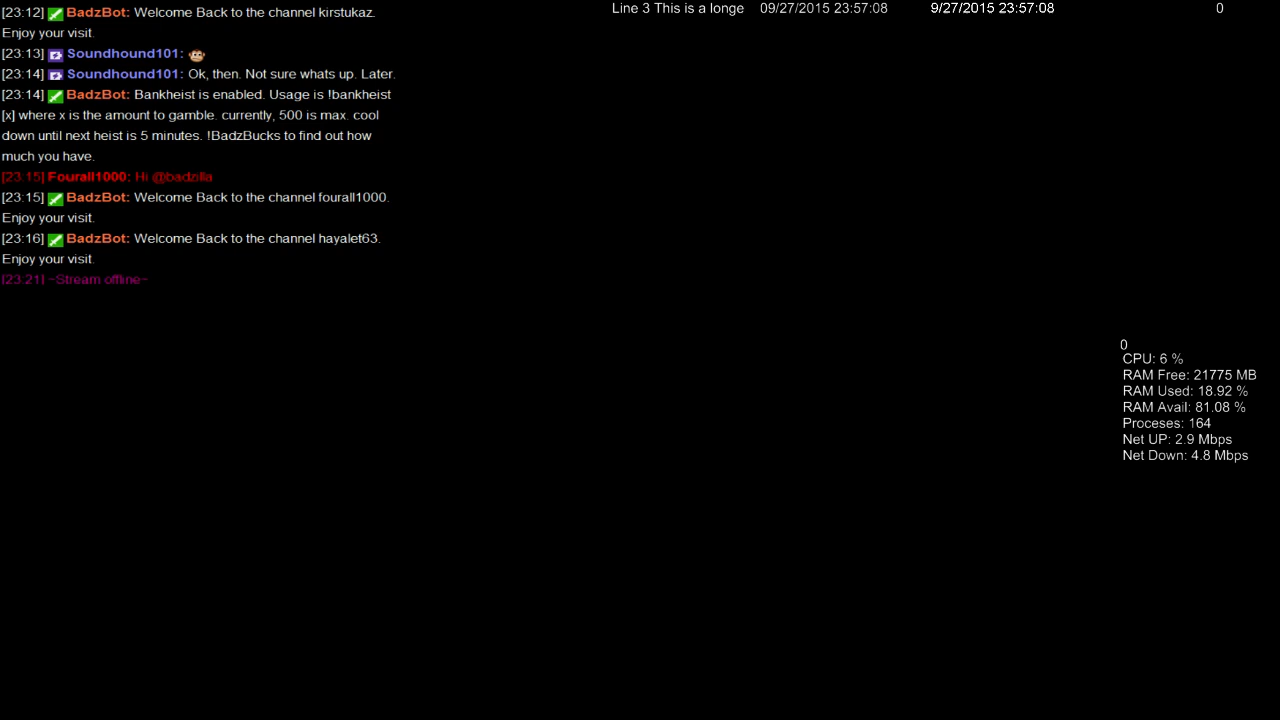 [23:12] BadzBot: Welcome Back to the channel kirstukaz.
Enjoy your visit.
[23:13] Soundhound101:
[23:14] Soundhound101: Ok, then. Not sure whats up. Later.
[23:14] BadzBot: Bankheist is enabled. Usage is !bankheist
[x] where x is the amount to gamble. currently, 500 is max. cool
down until next heist is 5 minutes. !BadzBucks to find out how
much you have.
[23:15] Fourall1000: Hi @badzilla
[23:15] BadzBot: Welcome Back to the channel fourall1000.
Enjoy your visit.
[23:16] BadzBot: Welcome Back to the channel hayalet63.
Enjoy your visit.
[23:21] ~Stream offline~
Line 3 This is a longe 09/27/2015 23:57:08 9/27/2015 23:57:08 0
0
CPU: 6 %
RAM Free: 21775 MB
RAM Used: 18.92 %
RAM Avail: 81.08 %
Proceses: 164
Net UP: 2.9 Mbps
Net Down: 4.8 Mbps